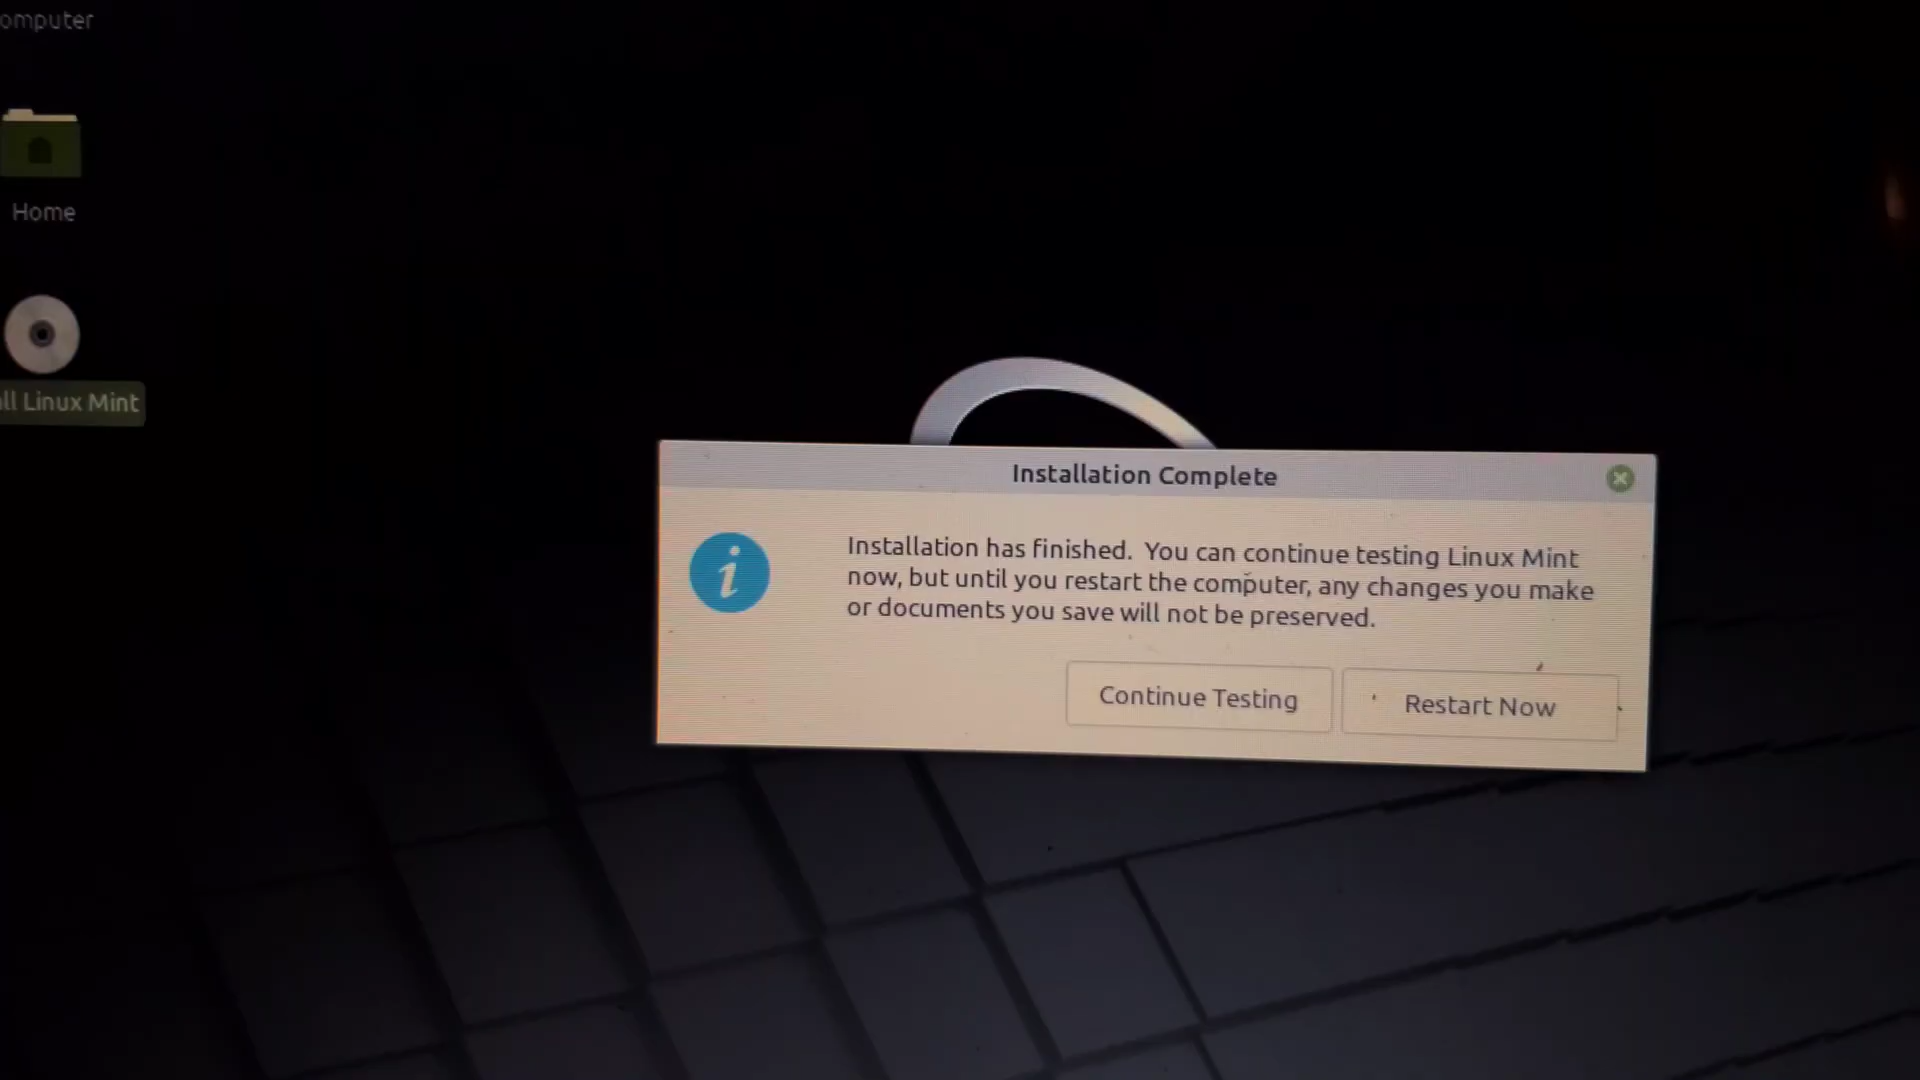 omputer
Home
ll Linux Mint
Installation Complete
i
Installation has finished. You can continue testing Linux Mint
now, but until you restart the computer, any changes you make
or documents you save will not be preserved.
Continue Testing
Restart Now